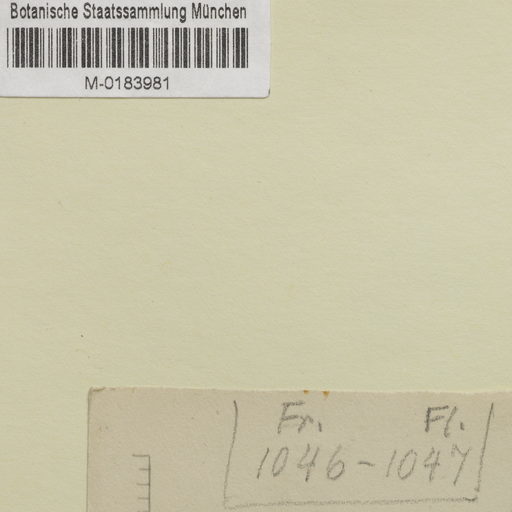 Botanische Staatssammlung München
M-0183981
Fr. Fl.
1046-1047